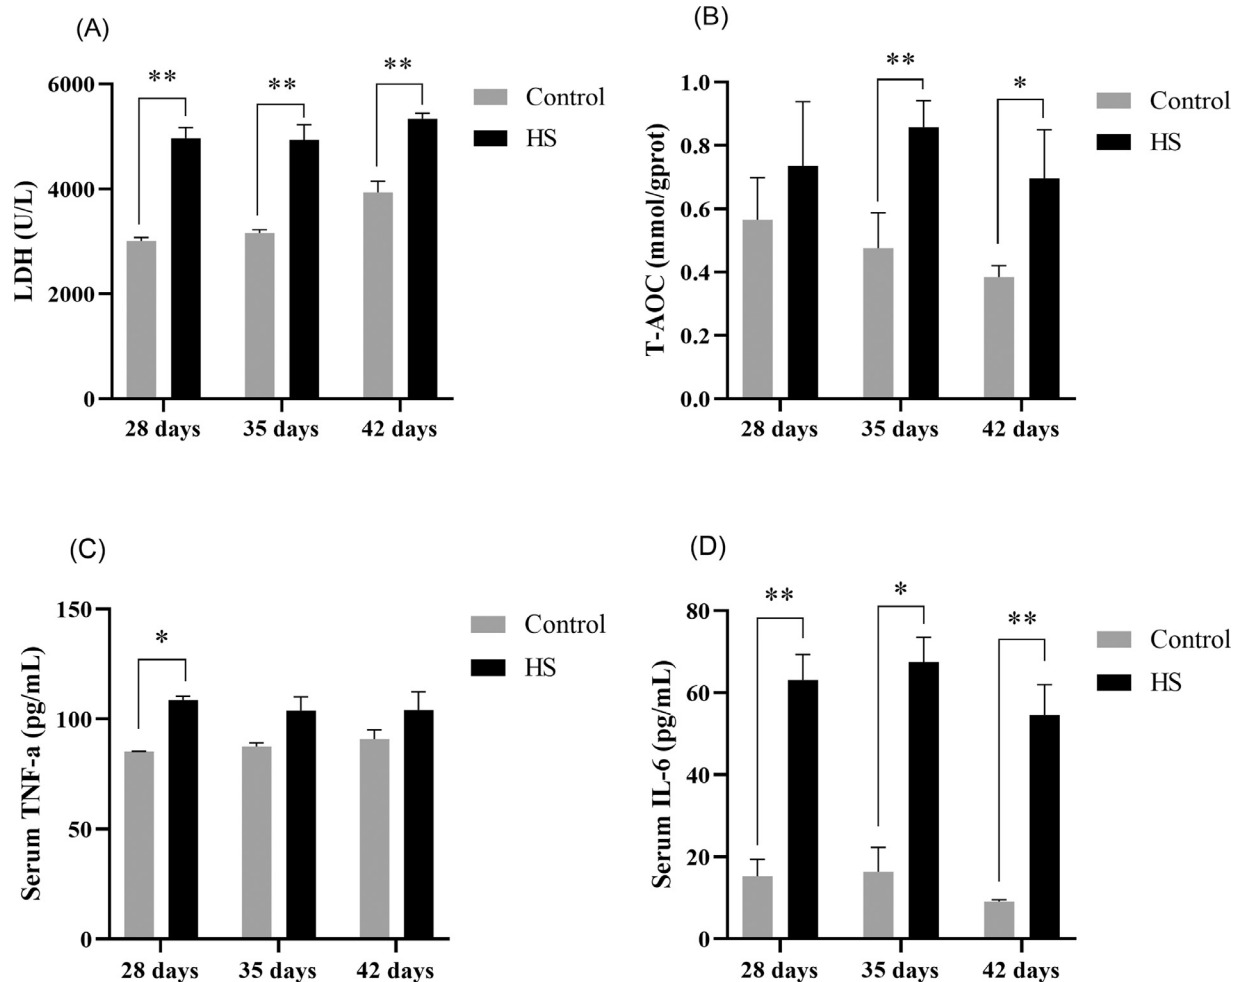 (A)
**
**
**
6000
4000
2000
0
LDH (U/L)
28 days
35 days
42 days
Control
HS
(B)
**
*
1.0
0.8
0.6
0.4
0.2
0.0
T-AOC (mmol/gprot)
28 days
35 days
42 days
Control
HS
(C)
*
150
100
50
0
Serum TNF-a (pg/mL)
28 days
35 days
42 days
Control
HS
(D)
**
*
**
80
60
40
20
0
Serum IL-6 (pg/mL)
28 days
35 days
42 days
Control
HS